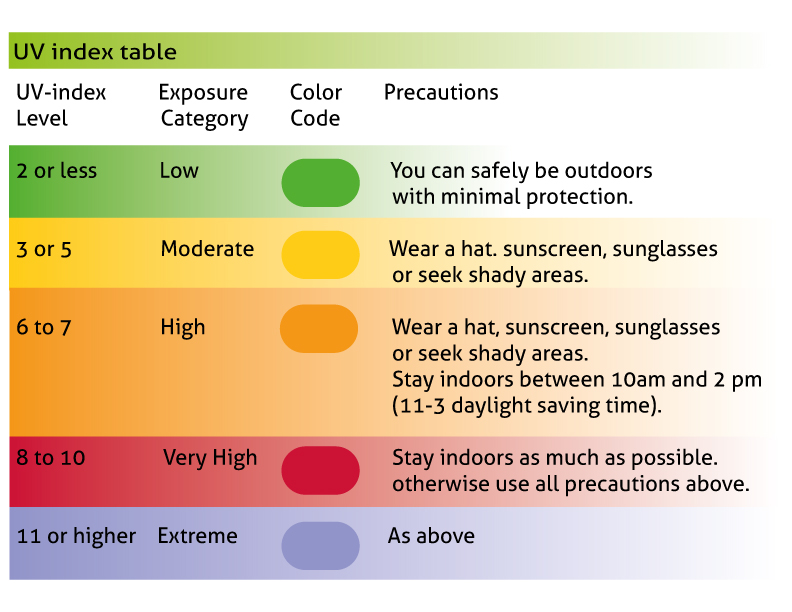 UV index table
UV-index Exposure Color Precautions
Level Category Code
2 or less Low You can safely be outdoors
with minimal protection.
3 or 5 Moderate Wear a hat. sunscreen, sunglasses
or seek shady areas.
6 to 7 High Wear a hat, sunscreen, sunglasses
or seek shady areas.
Stay indoors between 10am and 2 pm
(11-3 daylight saving time).
8 to 10 Very High Stay indoors as much as possible.
otherwise use all precautions above.
11 or higher Extreme As above